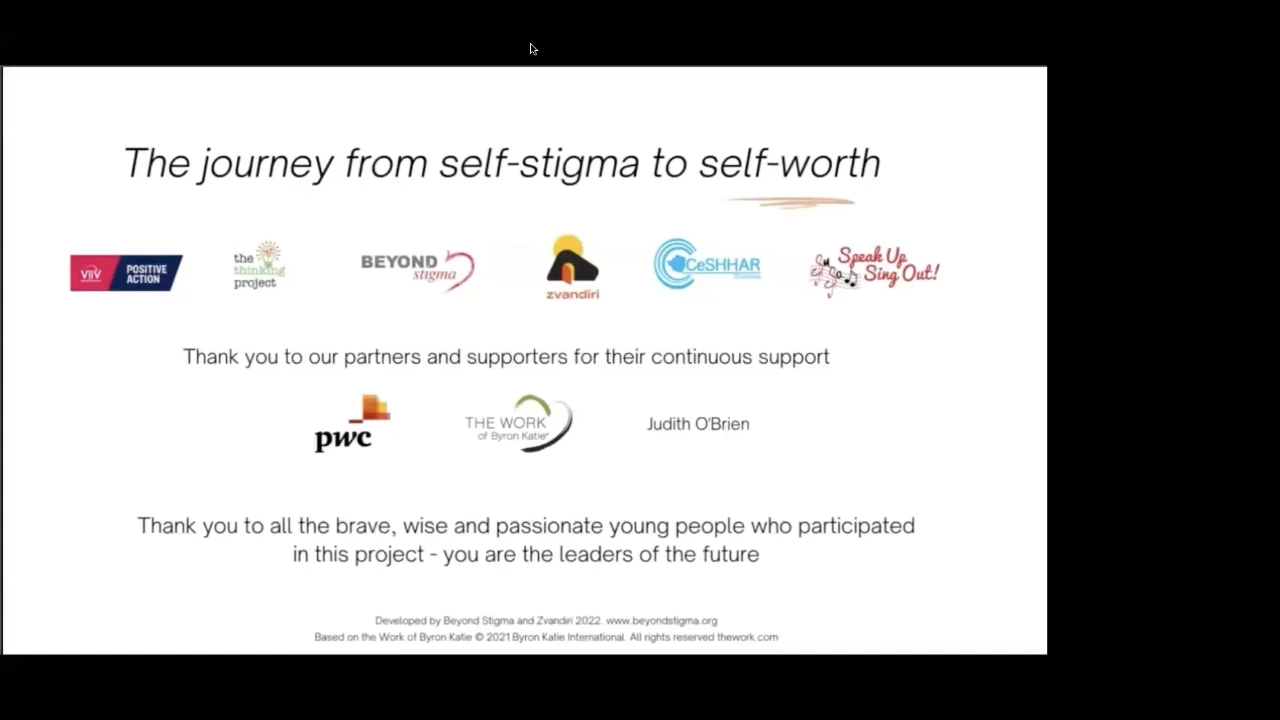 The journey from self-stigma to self-worth
VIIV POSITIVE ACTION
the thinking project
BEYOND stigma
zvandiri
CeSHHAR
Speak Up Sing Out!
Thank you to our partners and supporters for their continuous support
pwc
THE WORK of Byron Katie®
Judith O'Brien
Thank you to all the brave, wise and passionate young people who participated
in this project - you are the leaders of the future
Developed by Beyond Stigma and Zvandiri 2022. www.beyondstigma.org
Based on the Work of Byron Katie © 2021 Byron Katie International. All rights reserved thework.com